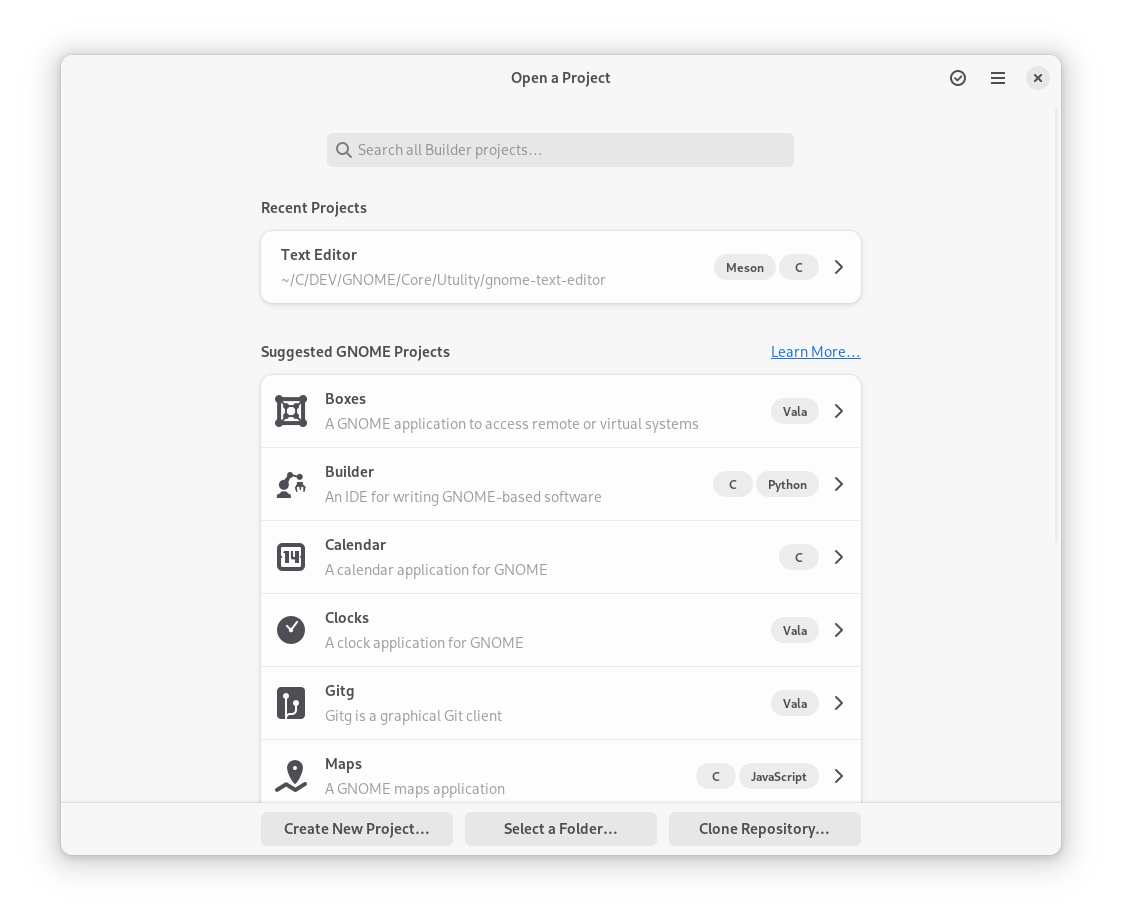 Open a Project
Search all Builder projects…
Recent Projects
Text Editor
~/C/DEV/GNOME/Core/Utulity/gnome-text-editor
Meson C
Suggested GNOME Projects Learn More…
Boxes
A GNOME application to access remote or virtual systems
Vala
Builder
An IDE for writing GNOME-based software
C Python
14
Calendar
A calendar application for GNOME
C
Clocks
A clock application for GNOME
Vala
Gitg
Gitg is a graphical Git client
Vala
Maps
A GNOME maps application
C JavaScript
Create New Project… Select a Folder… Clone Repository…